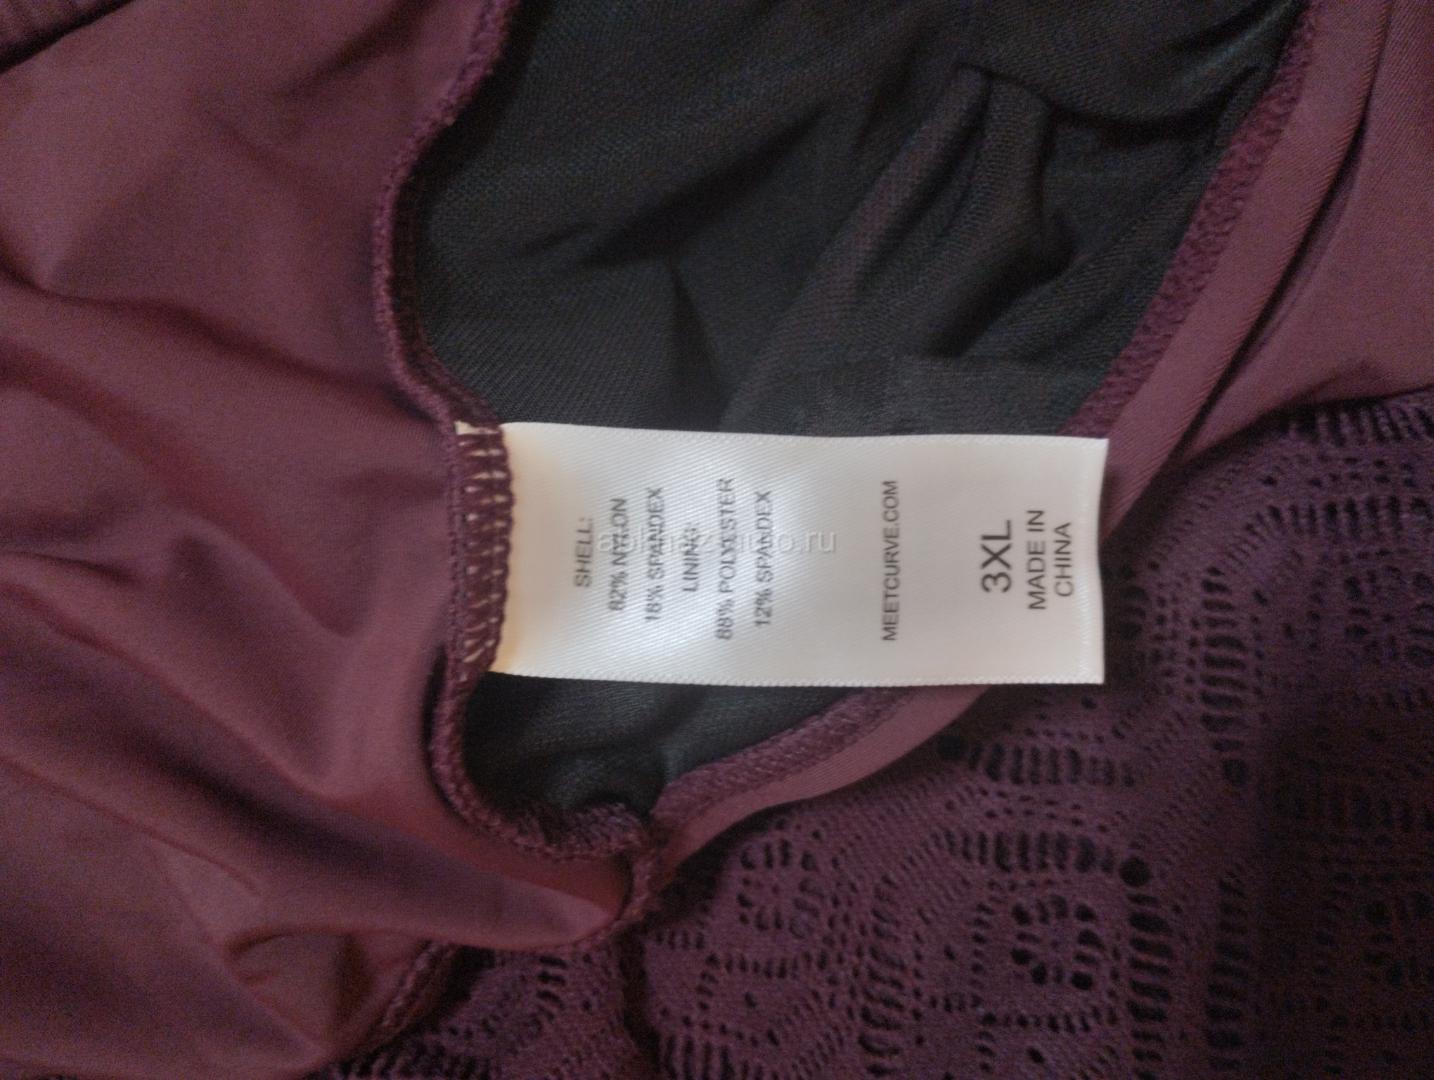 SHELL:
82% NYLON
18% SPANDEX
LINING:
88% POLYESTER
12% SPANDEX
MEETCURVE.COM
3XL
MADE IN
CHINA